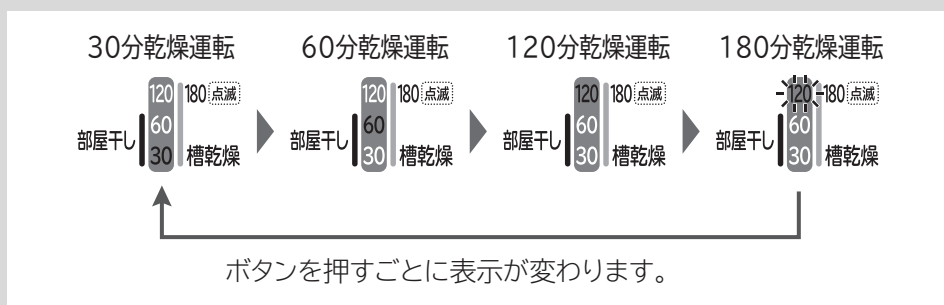 30分乾燥運転
120 180 点滅
60
部屋干し
30 槽乾燥
60分乾燥運転
120 180 点滅
60
部屋干し
30 槽乾燥
120分乾燥運転
120 180 点滅
60
部屋干し
30 槽乾燥
180分乾燥運転
120 180 点滅
60
部屋干し
30 槽乾燥
ボタンを押すごとに表示が変わります。